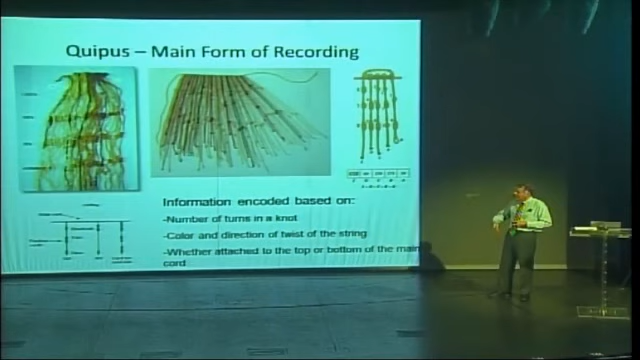 Quipus – Main Form of Recording
Information encoded based on:
-Number of turns in a knot
-Color and direction of twist of the string
-Whether attached to the top or bottom of the main
cord